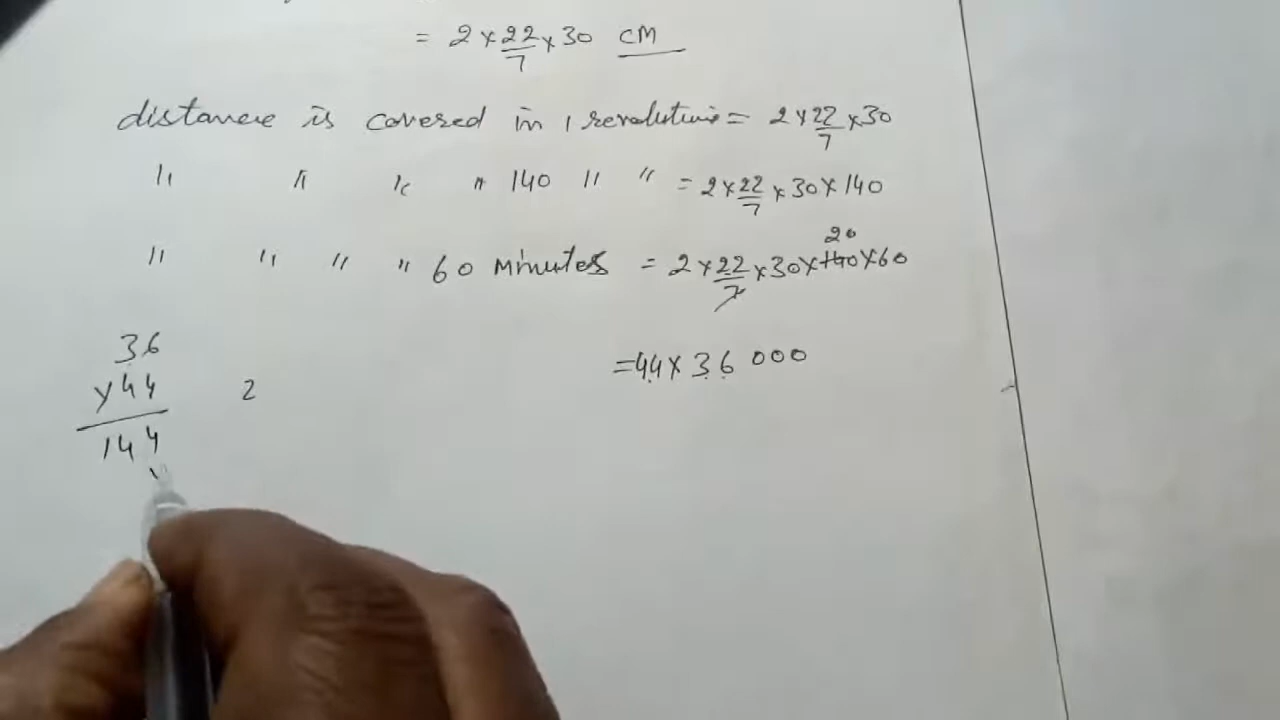 = 2 × 22/7 × 30 CM
distance is covered in 1 revolution = 2 × 22/7 × 30
" " " " 140 " " = 2 × 22/7 × 30 × 140
" " " " 60 minutes = 2 × 22/7 × 30 × 140 × 60
20
= 44 × 36 000
36
× 44 2
144